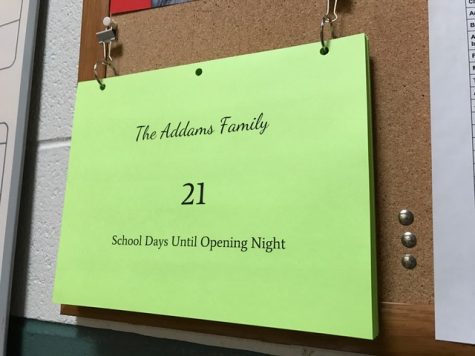 The Addams Family
21
School Days Until Opening Night